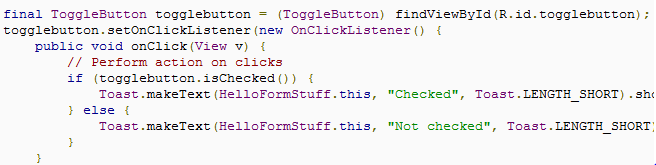 final ToggleButton togglebutton = (ToggleButton) findViewById(R.id.togglebutton);
togglebutton.setOnClickListener(new OnClickListener() {
public void onClick(View v) {
// Perform action on clicks
if (togglebutton.isChecked()) {
Toast.makeText(HelloFormStuff.this, "Checked", Toast.LENGTH_SHORT).sho
} else {
Toast.makeText(HelloFormStuff.this, "Not checked", Toast.LENGTH_SHORT)
}
}